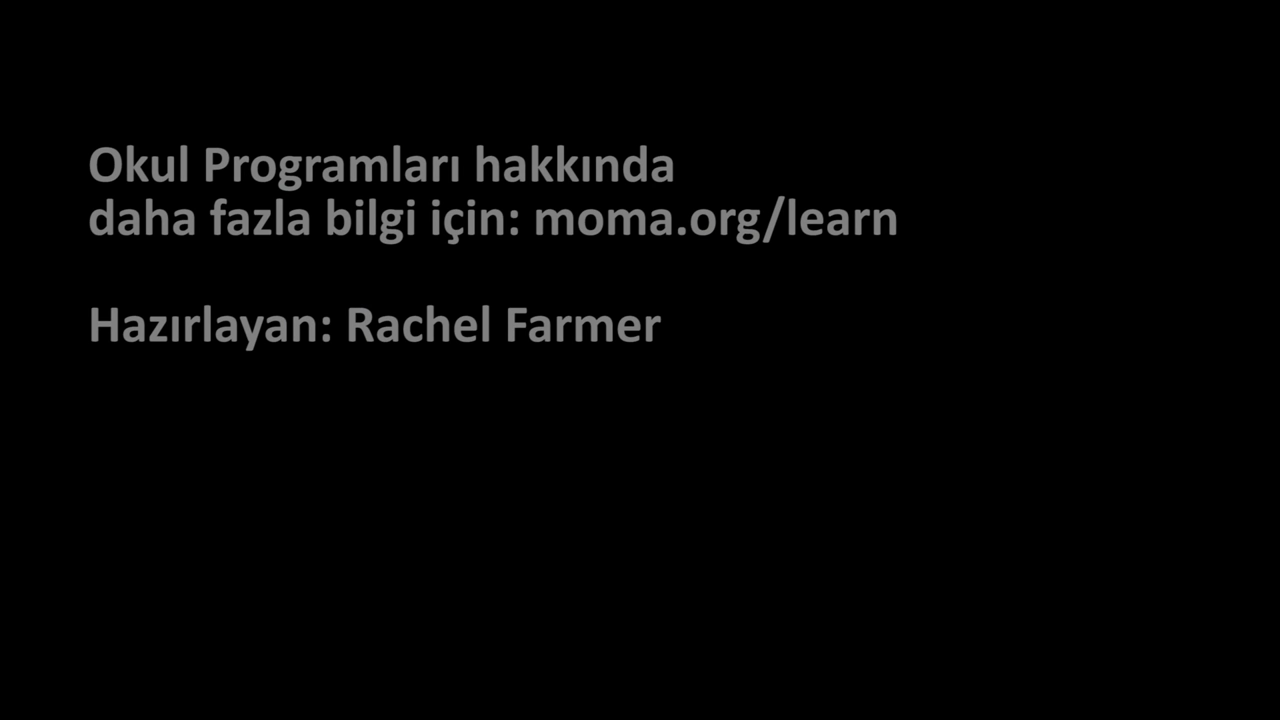 Okul Programları hakkında
daha fazla bilgi için: moma.org/learn
Hazırlayan: Rachel Farmer